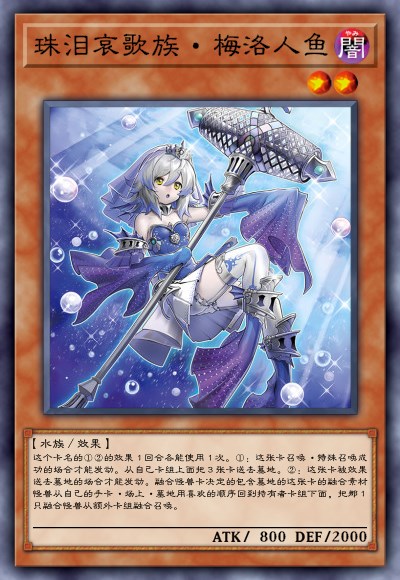 珠泪哀歌族・梅洛人鱼
やみ
闇
【水族／效果】
这个卡名的①②的效果1回合各能使用1次。①：这张卡召唤・特殊召唤成
功的场合才能发动。从自己卡组上面把3张卡送去墓地。②：这张卡被效果
送去墓地的场合才能发动。融合怪兽卡决定的包含墓地的这张卡的融合素材
怪兽从自己的手卡・场上・墓地用喜欢的顺序回到持有者卡组下面，把那1
只融合怪兽从额外卡组融合召唤。
ATK/ 800 DEF/2000